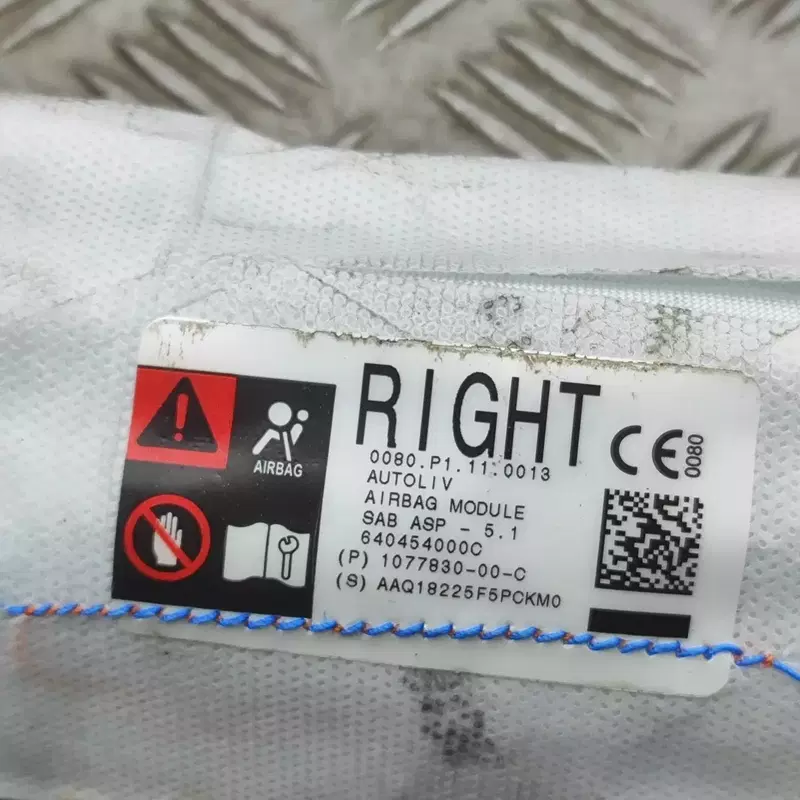 AIRBAG
RIGHT
0080.P1.11.0013
AUTOLIV
AIRBAG MODULE
SAB ASP - 5.1
640454000C
(P) 1077830-00-C
(S) AAQ18225F5PCKM0
CE
0080